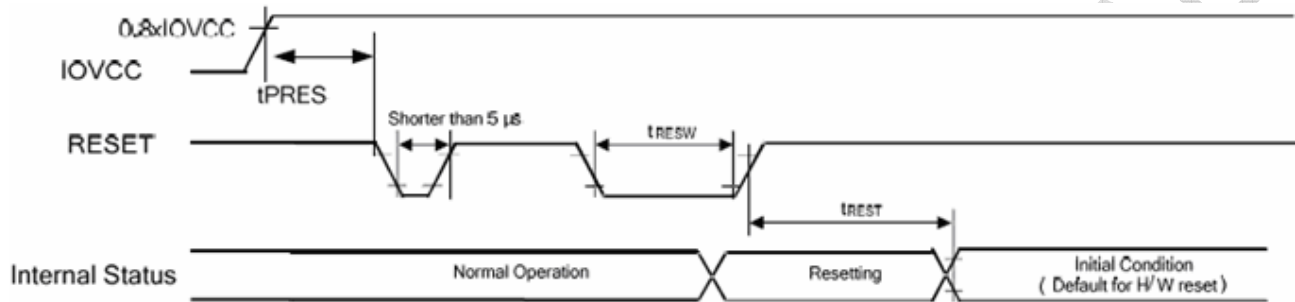 0.8xIOVCC
IOVCC
tPRES
Shorter than 5 µs
RESET
tRESW
tREST
Internal Status
Normal Operation
Resetting
Initial Condition
( Default for H/W reset )